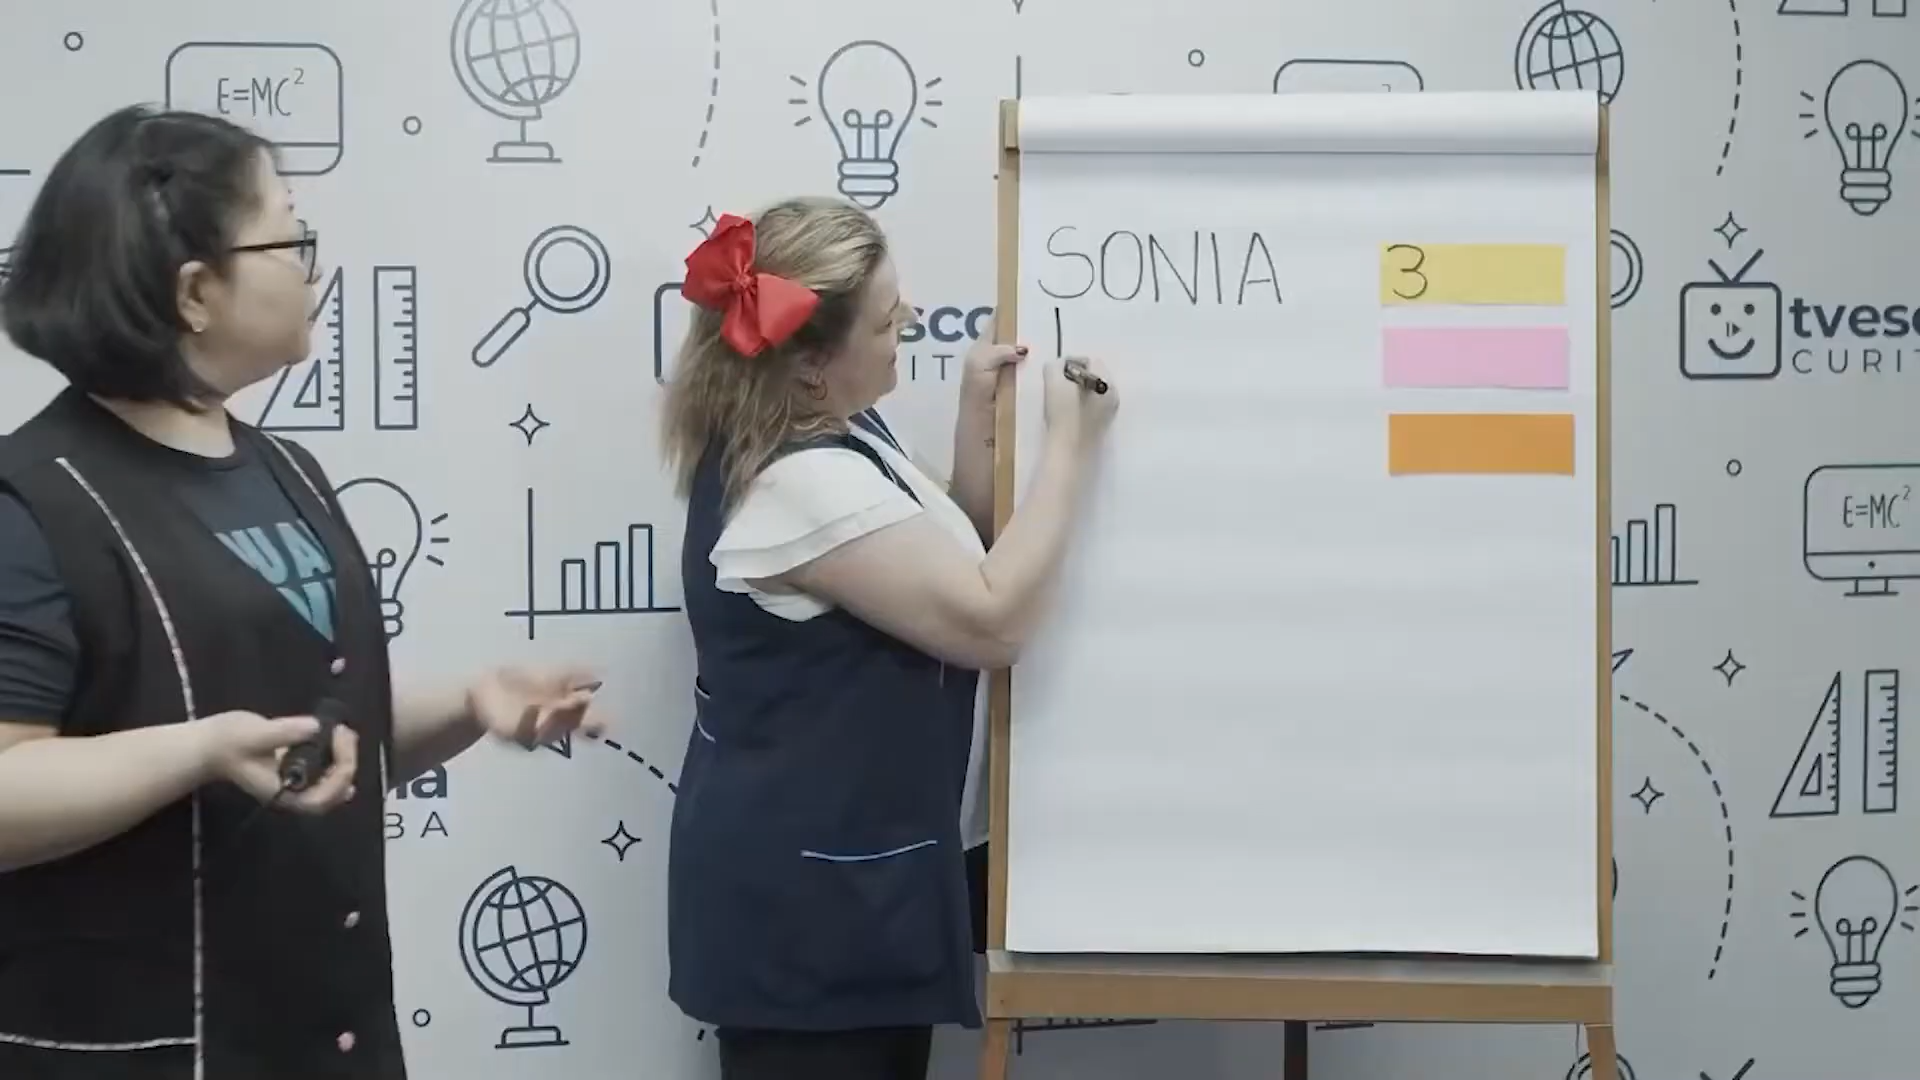 E=MC²
SONIA
3
tvesc
CURIT
E=MC²